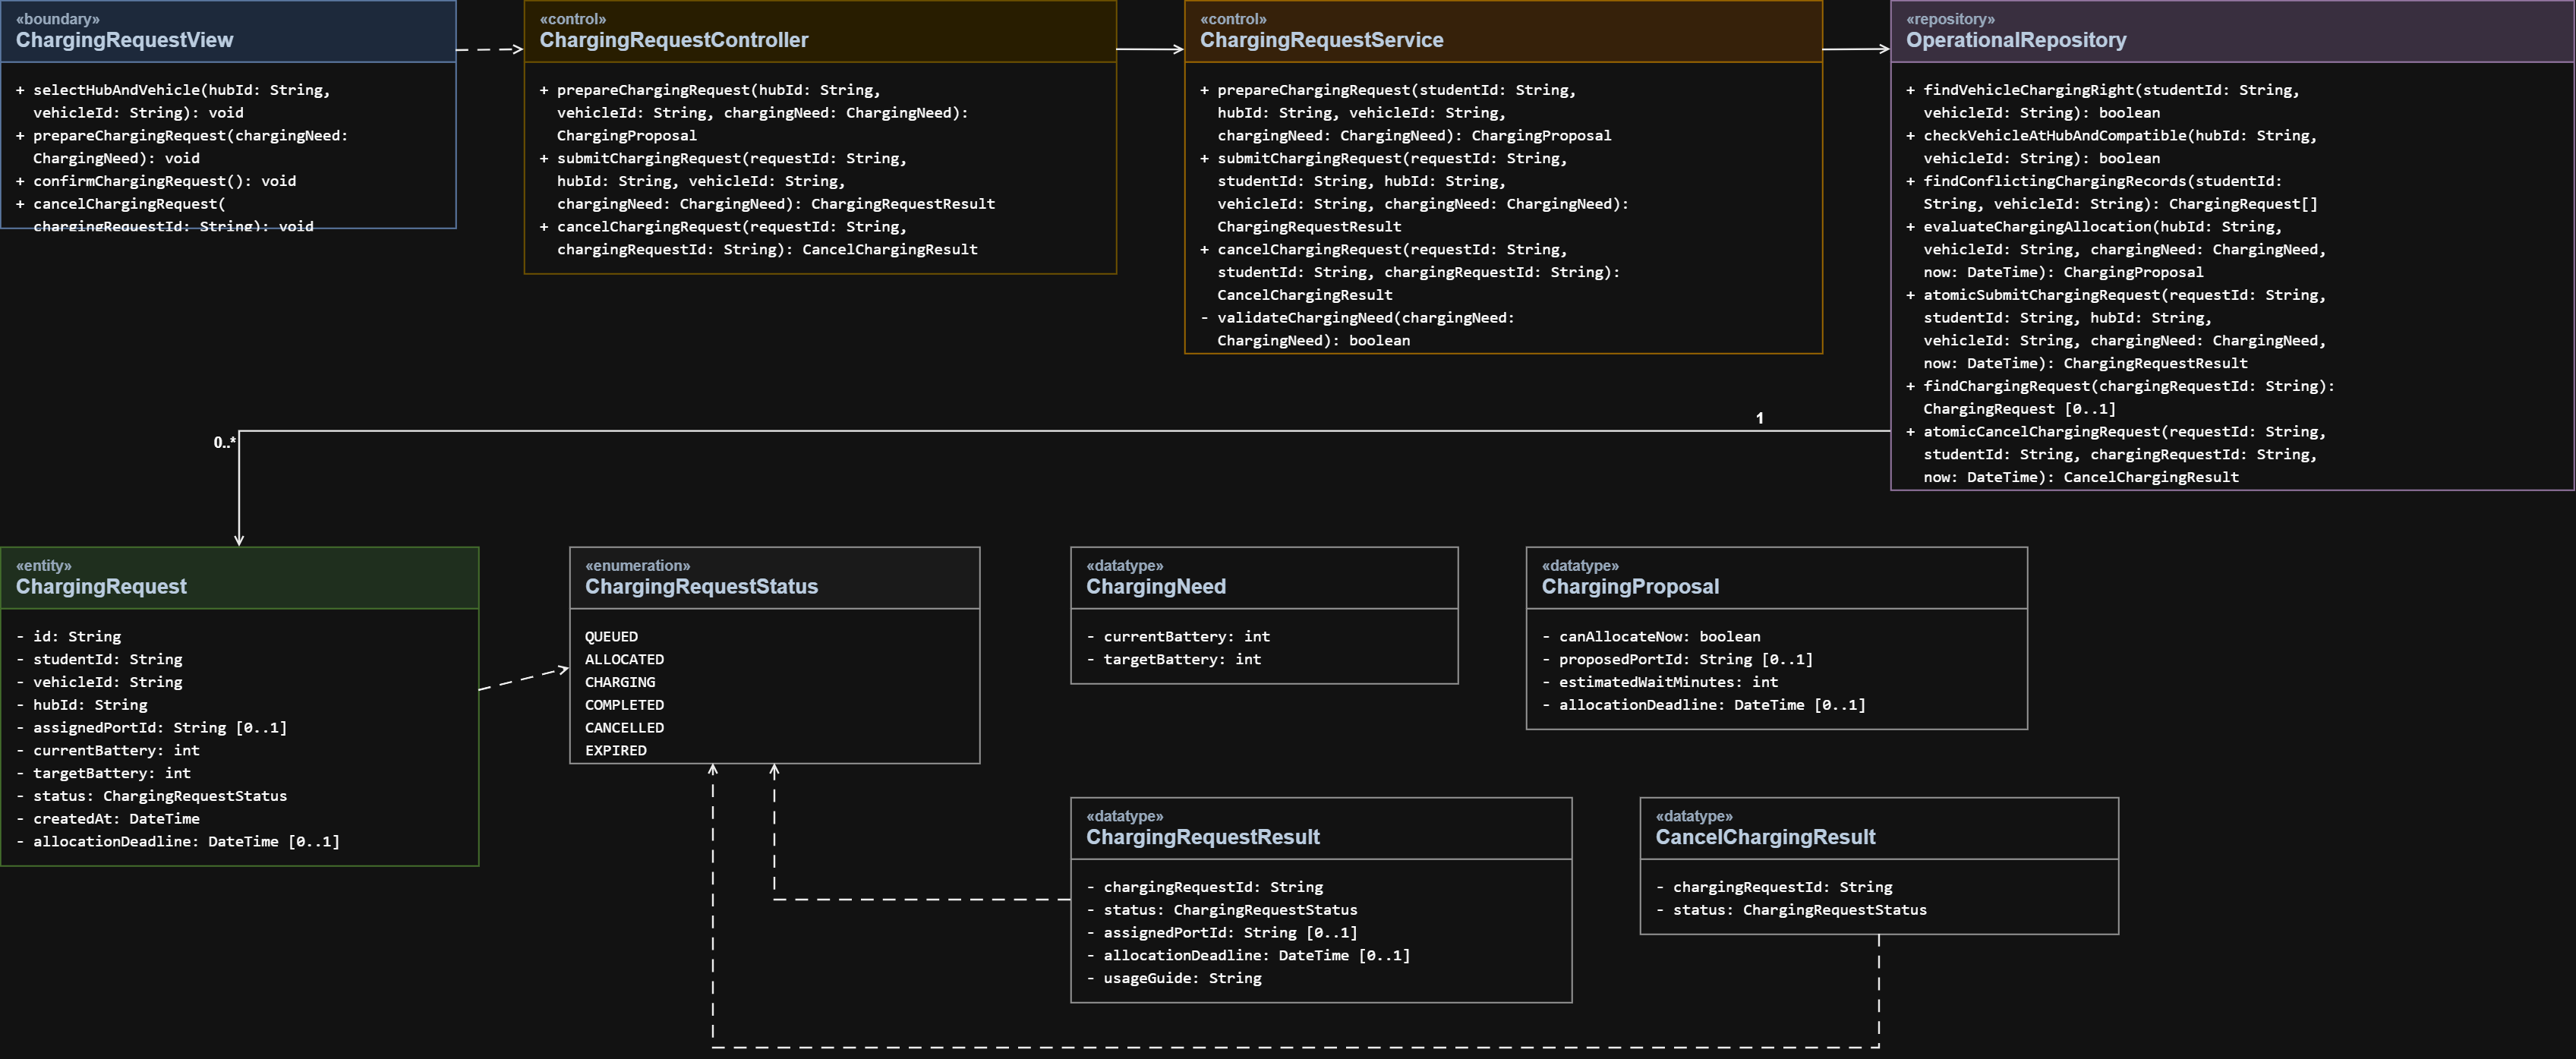 «boundary»
ChargingRequestView
+ selectHubAndVehicle(hubId: String,
vehicleId: String): void
+ prepareChargingRequest(chargingNeed:
ChargingNeed): void
+ confirmChargingRequest(): void
+ cancelChargingRequest(
chargingRequestId: String): void
«control»
ChargingRequestController
+ prepareChargingRequest(hubId: String,
vehicleId: String, chargingNeed: ChargingNeed):
ChargingProposal
+ submitChargingRequest(requestId: String,
hubId: String, vehicleId: String,
chargingNeed: ChargingNeed): ChargingRequestResult
+ cancelChargingRequest(requestId: String,
chargingRequestId: String): CancelChargingResult
«control»
ChargingRequestService
+ prepareChargingRequest(studentId: String,
hubId: String, vehicleId: String,
chargingNeed: ChargingNeed): ChargingProposal
+ submitChargingRequest(requestId: String,
studentId: String, hubId: String,
vehicleId: String, chargingNeed: ChargingNeed):
ChargingRequestResult
+ cancelChargingRequest(requestId: String,
studentId: String, chargingRequestId: String):
CancelChargingResult
- validateChargingNeed(chargingNeed:
ChargingNeed): boolean
«repository»
OperationalRepository
+ findVehicleChargingRight(studentId: String,
vehicleId: String): boolean
+ checkVehicleAtHubAndCompatible(hubId: String,
vehicleId: String): boolean
+ findConflictingChargingRecords(studentId:
String, vehicleId: String): ChargingRequest[]
+ evaluateChargingAllocation(hubId: String,
vehicleId: String, chargingNeed: ChargingNeed,
now: DateTime): ChargingProposal
+ atomicSubmitChargingRequest(requestId: String,
studentId: String, hubId: String,
vehicleId: String, chargingNeed: ChargingNeed,
now: DateTime): ChargingRequestResult
+ findChargingRequest(chargingRequestId: String):
ChargingRequest [0..1]
+ atomicCancelChargingRequest(requestId: String,
studentId: String, chargingRequestId: String,
now: DateTime): CancelChargingResult
1
0..*
«entity»
ChargingRequest
- id: String
- studentId: String
- vehicleId: String
- hubId: String
- assignedPortId: String [0..1]
- currentBattery: int
- targetBattery: int
- status: ChargingRequestStatus
- createdAt: DateTime
- allocationDeadline: DateTime [0..1]
«enumeration»
ChargingRequestStatus
QUEUED
ALLOCATED
CHARGING
COMPLETED
CANCELLED
EXPIRED
«datatype»
ChargingNeed
- currentBattery: int
- targetBattery: int
«datatype»
ChargingProposal
- canAllocateNow: boolean
- proposedPortId: String [0..1]
- estimatedWaitMinutes: int
- allocationDeadline: DateTime [0..1]
«datatype»
ChargingRequestResult
- chargingRequestId: String
- status: ChargingRequestStatus
- assignedPortId: String [0..1]
- allocationDeadline: DateTime [0..1]
- usageGuide: String
«datatype»
CancelChargingResult
- chargingRequestId: String
- status: ChargingRequestStatus